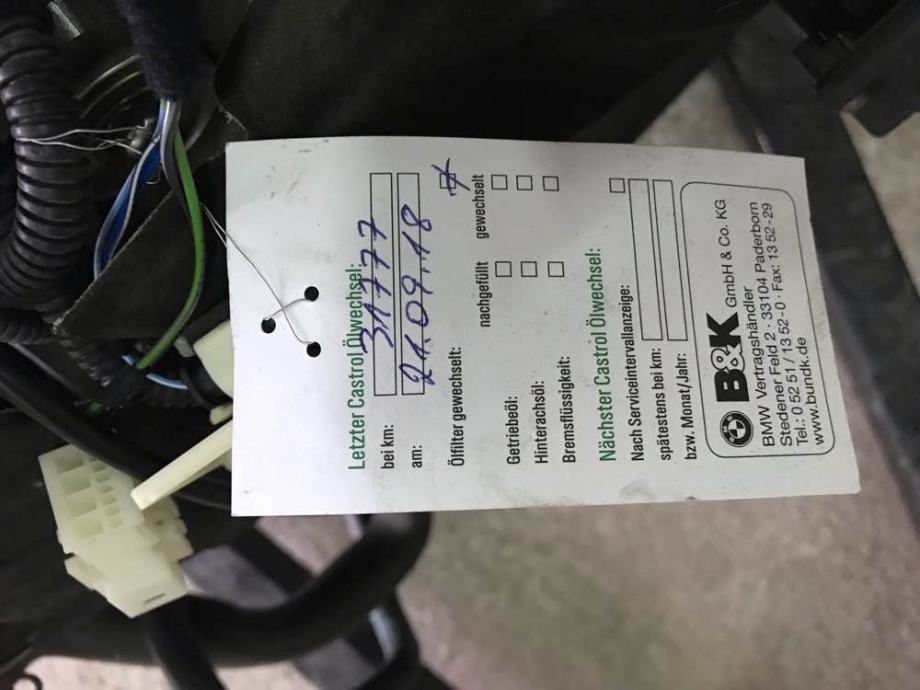 Letzter Castrol Ölwechsel:
bei km: 31777
am: 21.09.18
Ölfilter gewechselt:
nachgefüllt gewechselt
Getriebeöl:
Hinterachsöl:
Bremsflüssigkeit:
Nächster Castrol Ölwechsel:
Nach Serviceintervallanzeige:
spätestens bei km:
bzw. Monat/Jahr:
B&K GmbH & Co. KG
BMW Vertragshändler
Stedener Feld 2 · 33104 Paderborn
Tel.: 0 52 51 / 13 52 - 0 · Fax: 13 52 - 29
www.bundk.de